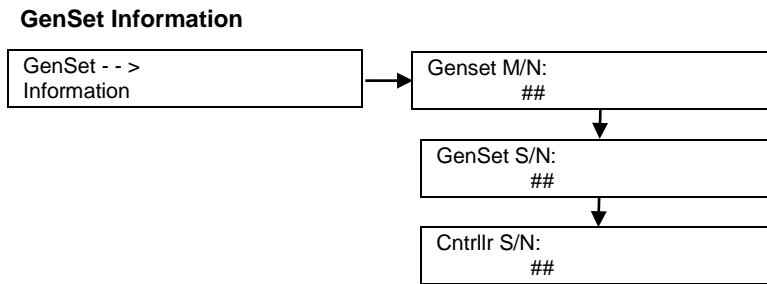 GenSet Information
GenSet - - >
Information
Genset M/N:
##
GenSet S/N:
##
Cntrllr S/N:
##